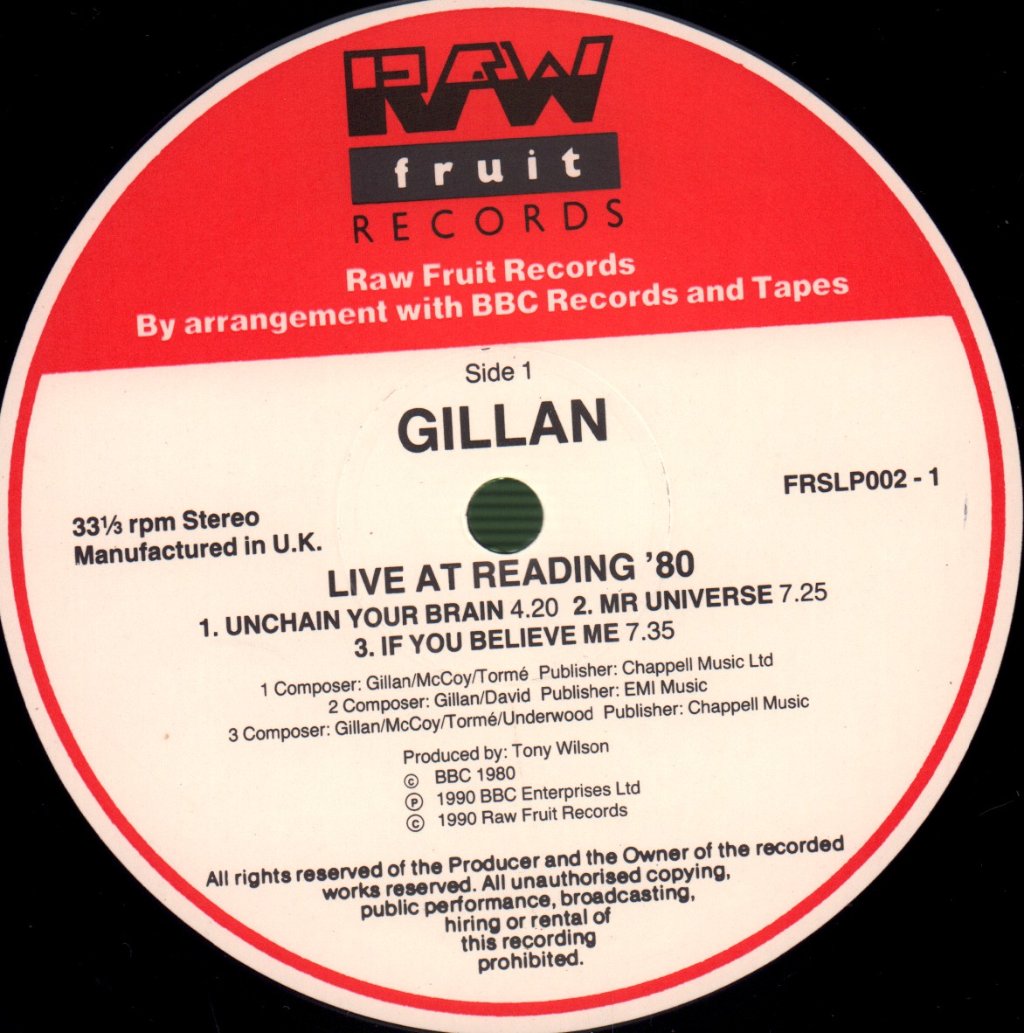 RAW
fruit
RECORDS
Raw Fruit Records
By arrangement with BBC Records and Tapes
Side 1
GILLAN
FRSLP002 - 1
33⅓ rpm Stereo
Manufactured in U.K.
LIVE AT READING '80
1. UNCHAIN YOUR BRAIN 4.20 2. MR UNIVERSE 7.25
3. IF YOU BELIEVE ME 7.35
1 Composer: Gillan/McCoy/Tormé Publisher: Chappell Music Ltd
2 Composer: Gillan/David Publisher: EMI Music
3 Composer: Gillan/McCoy/Tormé/Underwood Publisher: Chappell Music
Produced by: Tony Wilson
© BBC 1980
℗ 1990 BBC Enterprises Ltd
© 1990 Raw Fruit Records
All rights reserved of the Producer and the Owner of the recorded
works reserved. All unauthorised copying,
public performance, broadcasting,
hiring or rental of
this recording
prohibited.